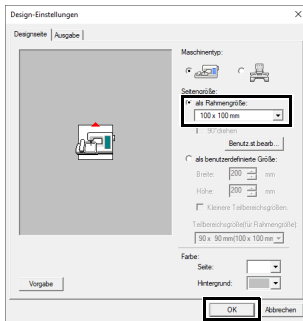 Design-Einstellungen
Designseite
Ausgabe
Maschinentyp:
Seitengröße:
als Rahmengröße:
100 x 100 mm
90°drehen
Benutz.st.bearb...
als benutzerdefinierte Größe:
Breite: 200 mm
Höhe: 200 mm
Kleinere Teilbereichsgrößen.
Teilbereichsgröße(für Rahmengröße):
90 x 90 mm(100 x 100 mm
Farbe:
Seite:
Vorgabe
Hintergrund:
OK
Abbrechen